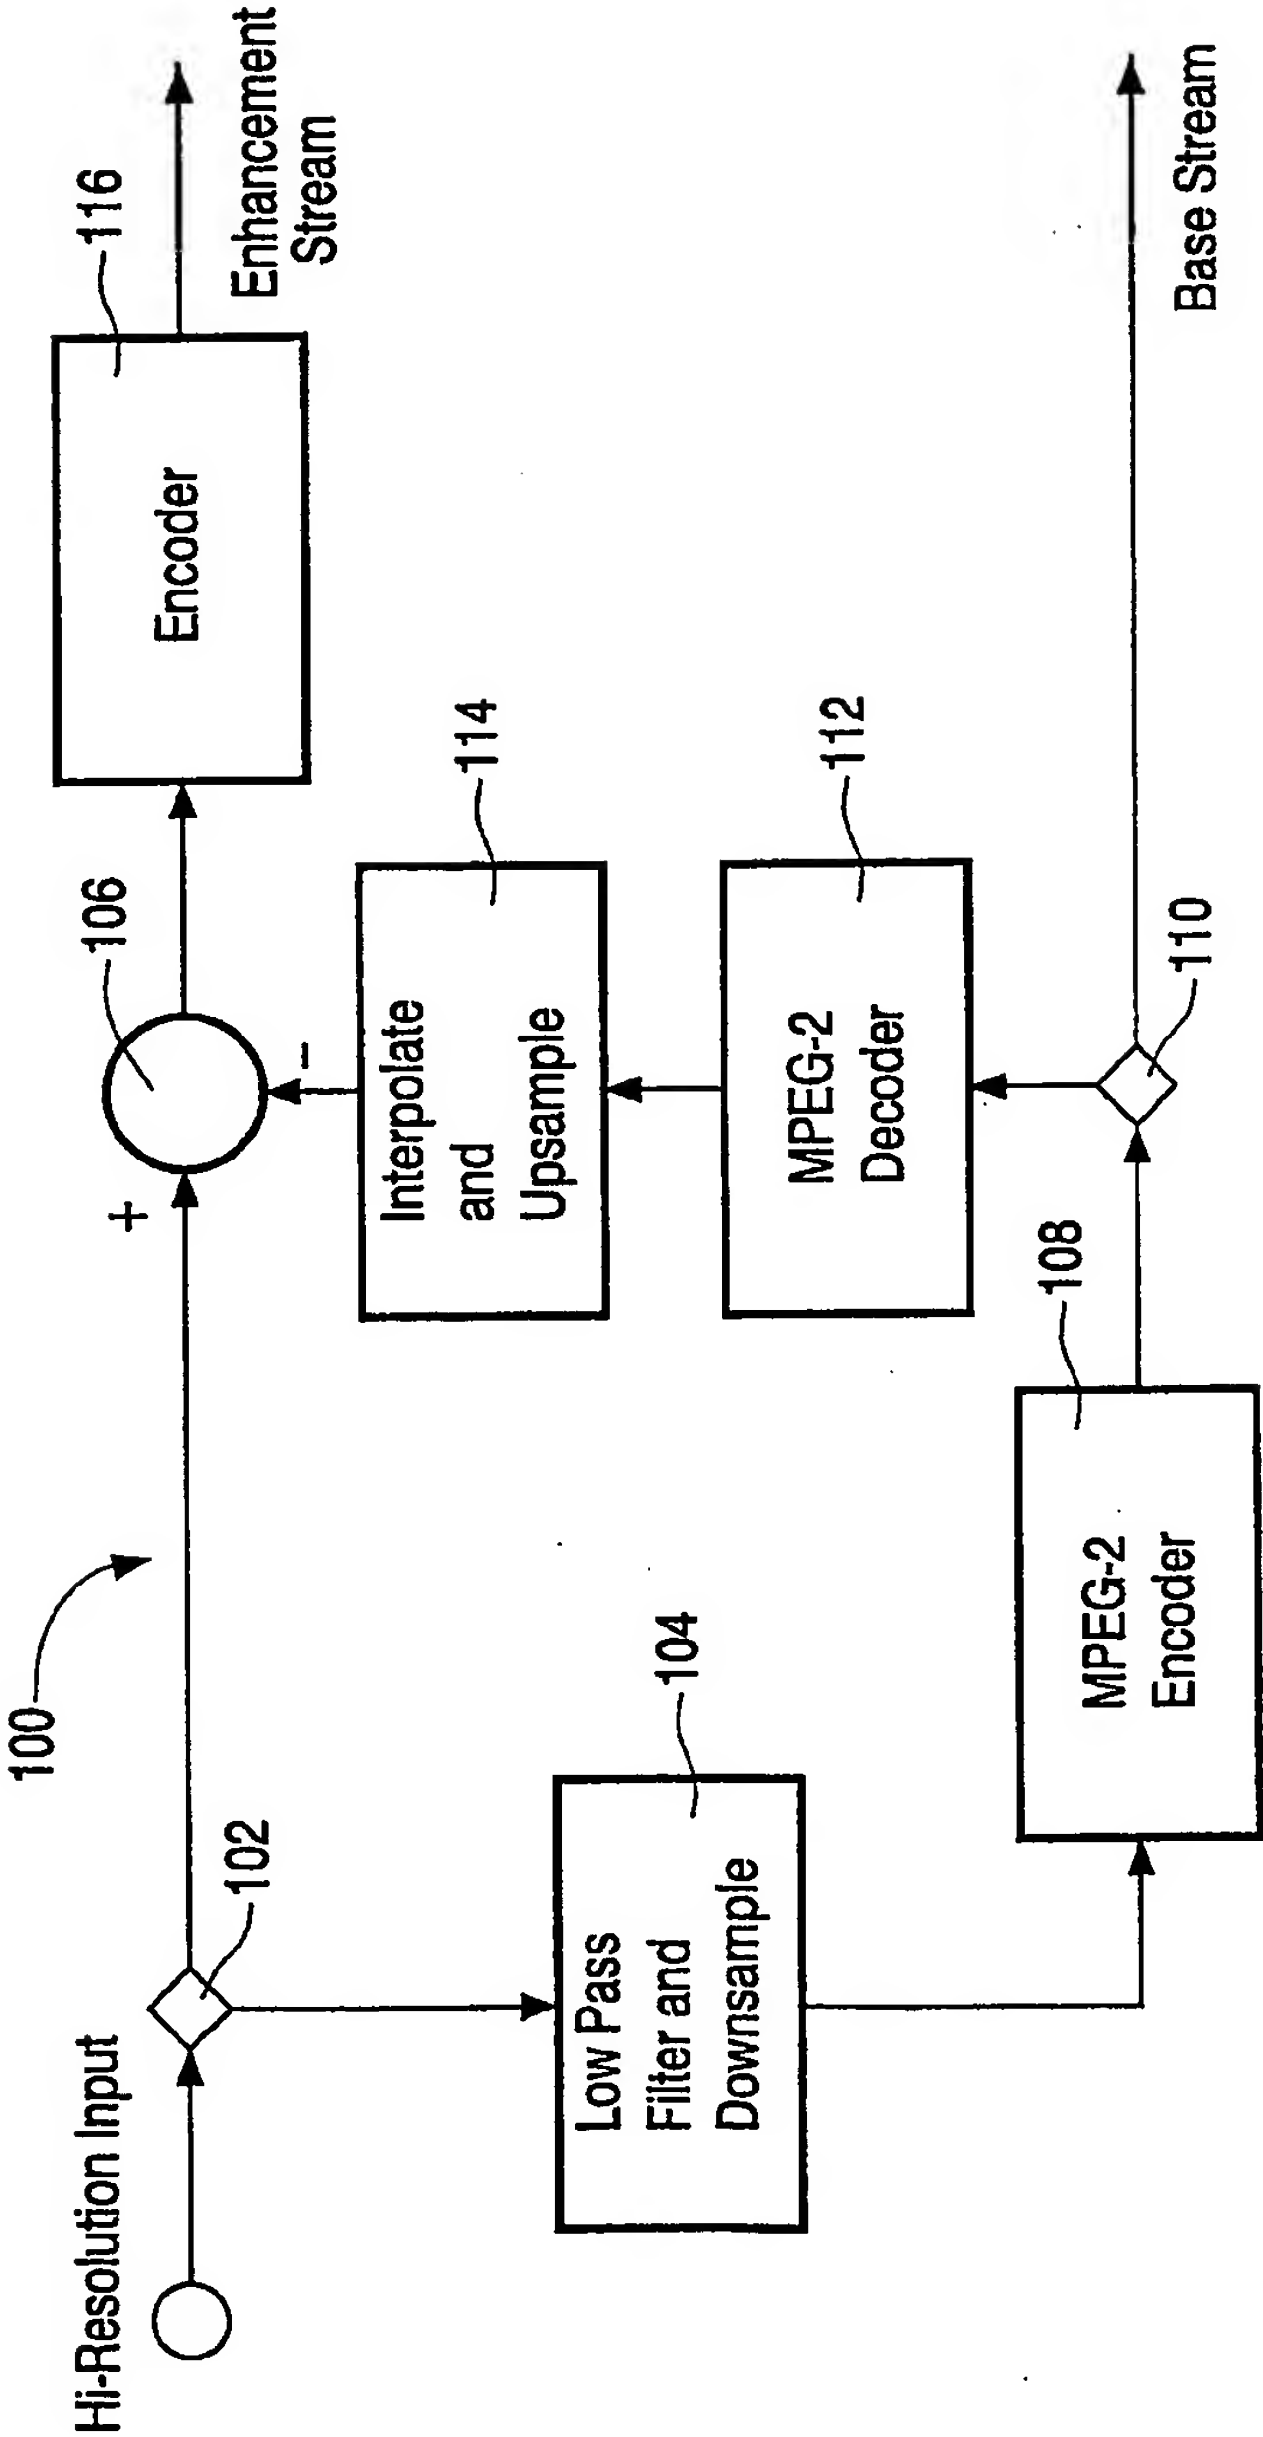 Hi-Resolution Input
102
100
+
106
-
Encoder
116
Enhancement
Stream
Low Pass
Filter and
Downsample
104
Interpolate
and
Upsample
114
MPEG-2
Decoder
112
MPEG-2
Encoder
108
110
Base Stream